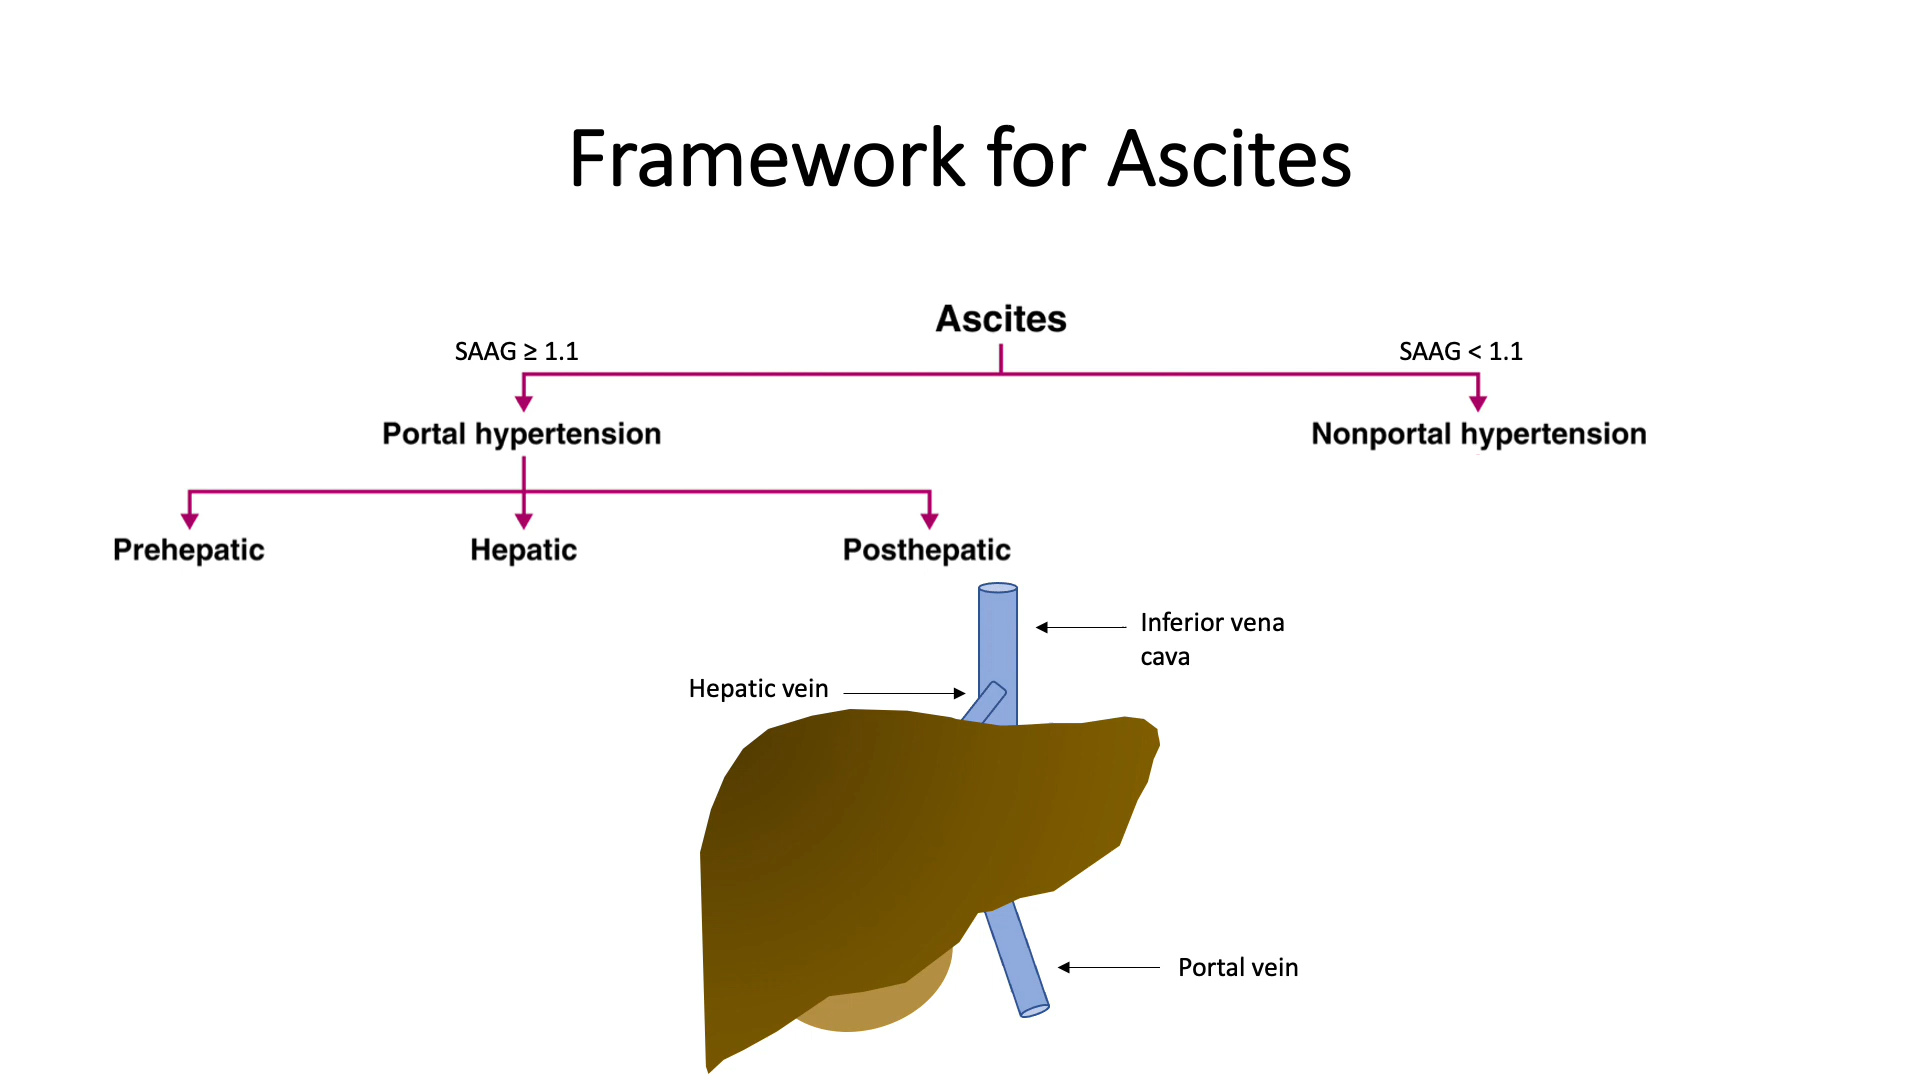 Framework for Ascites
Ascites
SAAG ≥ 1.1
SAAG < 1.1
Portal hypertension
Nonportal hypertension
Prehepatic
Hepatic
Posthepatic
Inferior vena
cava
Hepatic vein
Portal vein